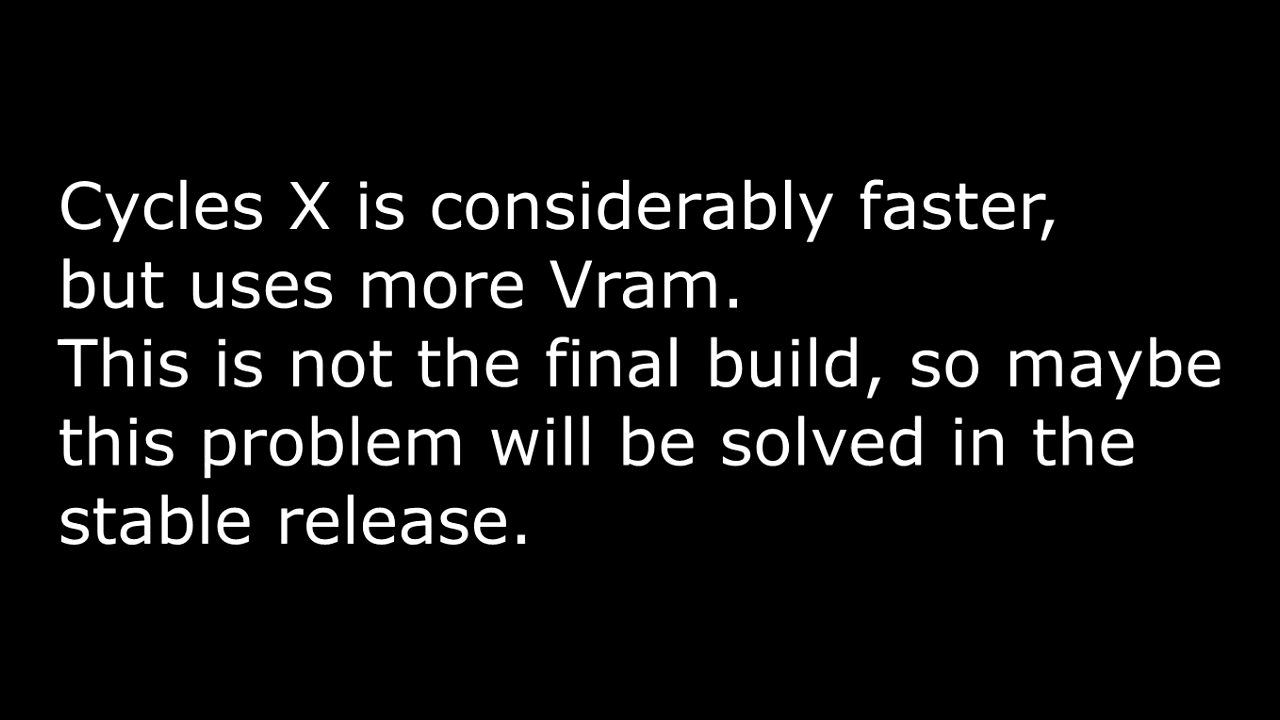 Cycles X is considerably faster,
but uses more Vram.
This is not the final build, so maybe
this problem will be solved in the
stable release.